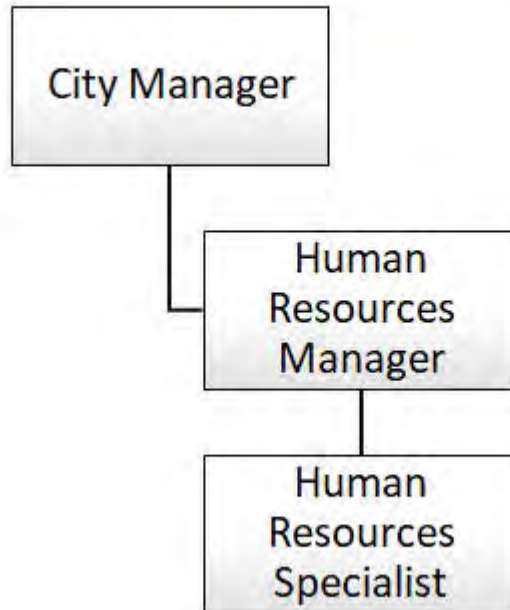 City Manager
Human
Resources
Manager
Human
Resources
Specialist